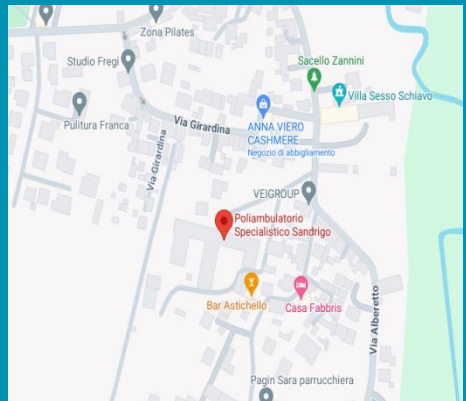 Zona Pilates
Studio Fregi
Sacello Zannini
Villa Sesso Schiavo
Pulitura Franca
Via Girardina
ANNA VIERO
CASHMERE
Negozio di abbigliamento
Via Girardina
VEIGROUP
Poliambulatorio
Specialistico Sandrigo
Bar Astichello
Casa Fabbris
Via Alberetto
Pagin Sara parrucchiera